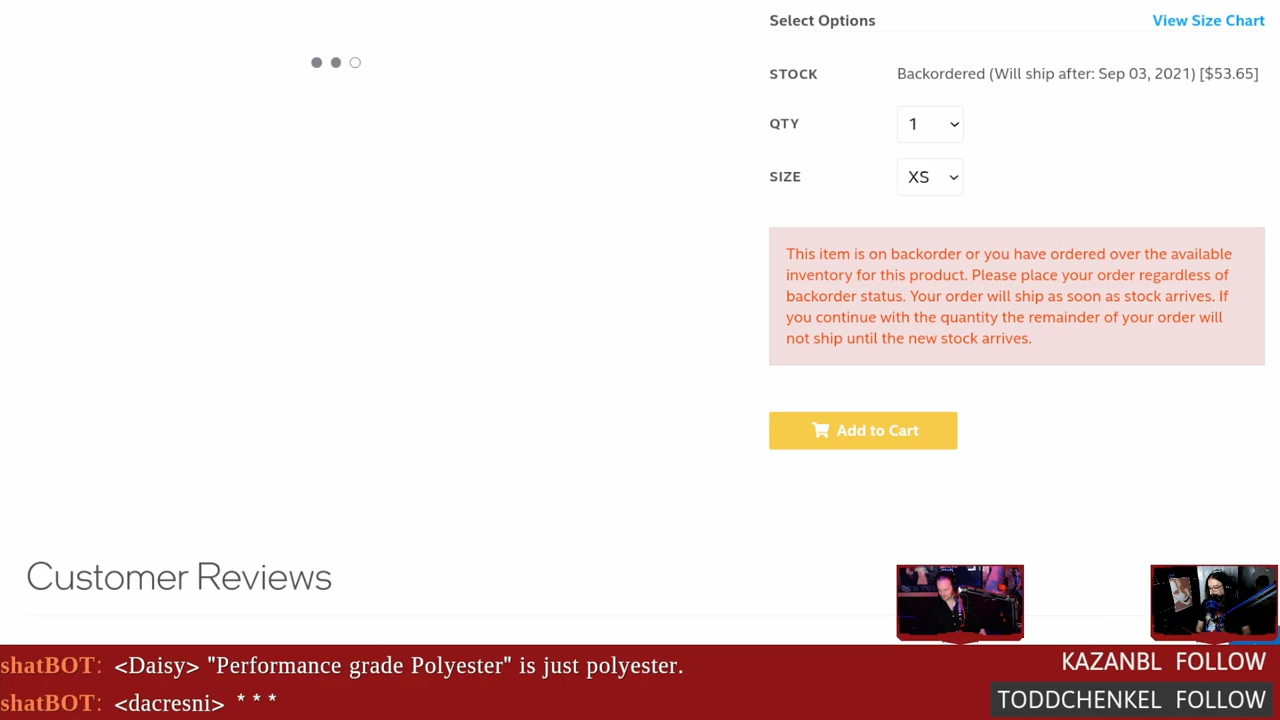 Select Options
View Size Chart
STOCK
Backordered (Will ship after: Sep 03, 2021) [$53.65]
QTY
1
SIZE
XS
This item is on backorder or you have ordered over the available
inventory for this product. Please place your order regardless of
backorder status. Your order will ship as soon as stock arrives. If
you continue with the quantity the remainder of your order will
not ship until the new stock arrives.
Add to Cart
Customer Reviews
shatBOT: <Daisy> "Performance grade Polyester" is just polyester.
KAZANBL FOLLOW
shatBOT: <dacresni> * * *
TODDCHENKEL FOLLOW